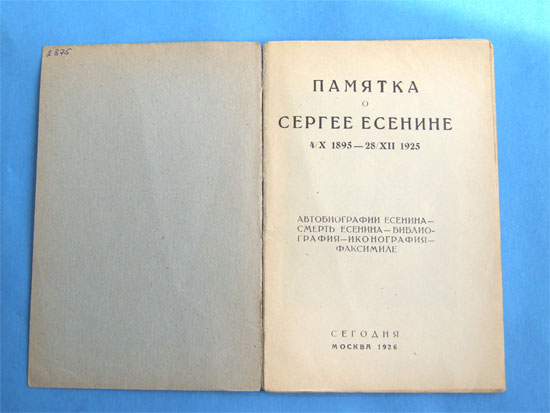 2875
ПАМЯТКА
О
СЕРГЕЕ ЕСЕНИНЕ
4/X 1895—28/XII 1925
АВТОБИОГРАФИИ ЕСЕНИНА—
СМЕРТЬ ЕСЕНИНА—БИБЛИО-
ГРАФИЯ—ИКОНОГРАФИЯ—
ФАКСИМИЛЕ
СЕГОДНЯ
МОСКВА 1926